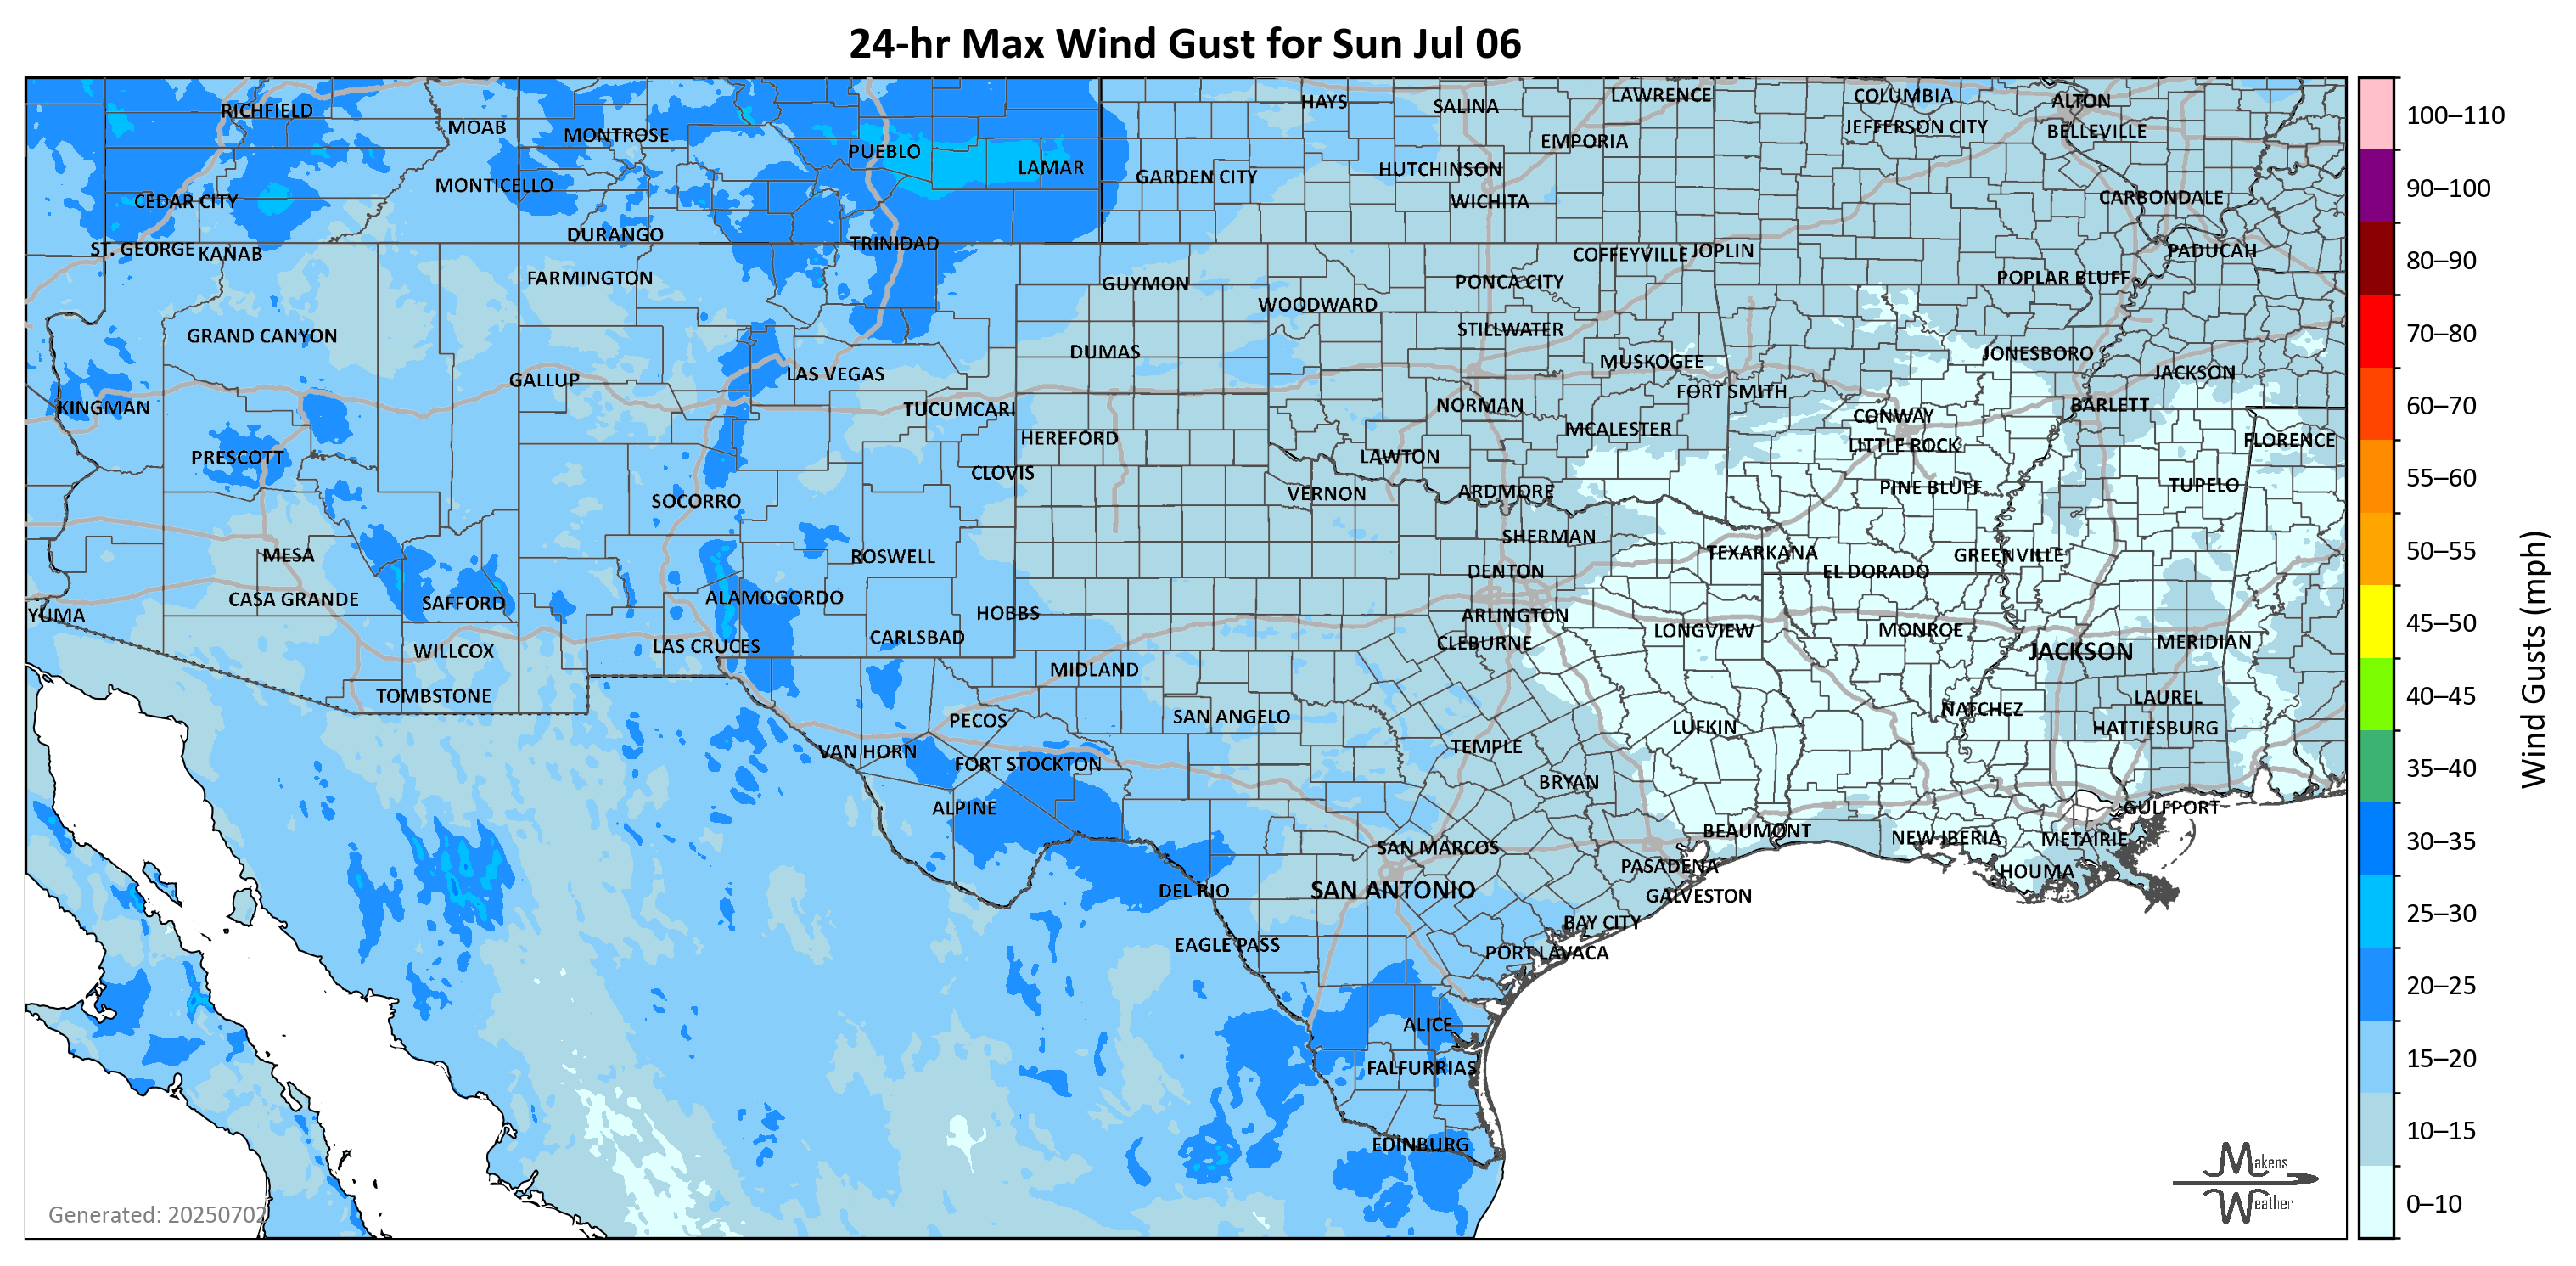 24-hr Max Wind Gust for Sun Jul 06
RICHFIELD
MOAB
MONTROSE
PUEBLO
LAMAR
HAYS
SALINA
LAWRENCE
COLUMBIA
ALTON
JEFFERSON CITY
BELLEVILLE
EMPORIA
GARDEN CITY
HUTCHINSON
MONTICELLO
CEDAR CITY
WICHITA
CARBONDALE
ST. GEORGE
KANAB
DURANGO
TRINIDAD
COFFEYVILLE
JOPLIN
PADUCAH
FARMINGTON
GUYMON
PONCA CITY
POPLAR BLUFF
WOODWARD
GRAND CANYON
STILLWATER
DUMAS
MUSKOGEE
JONESBORO
GALLUP
LAS VEGAS
FORT SMITH
JACKSON
KINGMAN
TUCUMCARI
NORMAN
CONWAY
BARLETT
HEREFORD
MCALESTER
LITTLE ROCK
FLORENCE
PRESCOTT
CLOVIS
LAWTON
SOCORRO
VERNON
ARDMORE
PINE BLUFF
TUPELO
MESA
ROSWELL
SHERMAN
TEXARKANA
GREENVILLE
CASA GRANDE
SAFFORD
ALAMOGORDO
DENTON
EL DORADO
YUMA
HOBBS
ARLINGTON
WILLCOX
LAS CRUCES
CARLSBAD
CLEBURNE
LONGVIEW
MONROE
JACKSON
MERIDIAN
TOMBSTONE
MIDLAND
LAUREL
PECOS
SAN ANGELO
NATCHEZ
HATTIESBURG
VAN HORN
FORT STOCKTON
TEMPLE
LUFKIN
ALPINE
BRYAN
GULFPORT
SAN MARCOS
BEAUMONT
NEW IBERIA
METAIRIE
DEL RIO
SAN ANTONIO
PASADENA
GALVESTON
HOUMA
EAGLE PASS
BAY CITY
PORT LAVACA
ALICE
FALFURRIAS
EDINBURG
Generated: 20250702
Makens
Weather
100–110
90–100
80–90
70–80
60–70
55–60
50–55
45–50
40–45
35–40
30–35
25–30
20–25
15–20
10–15
0–10
Wind Gusts (mph)